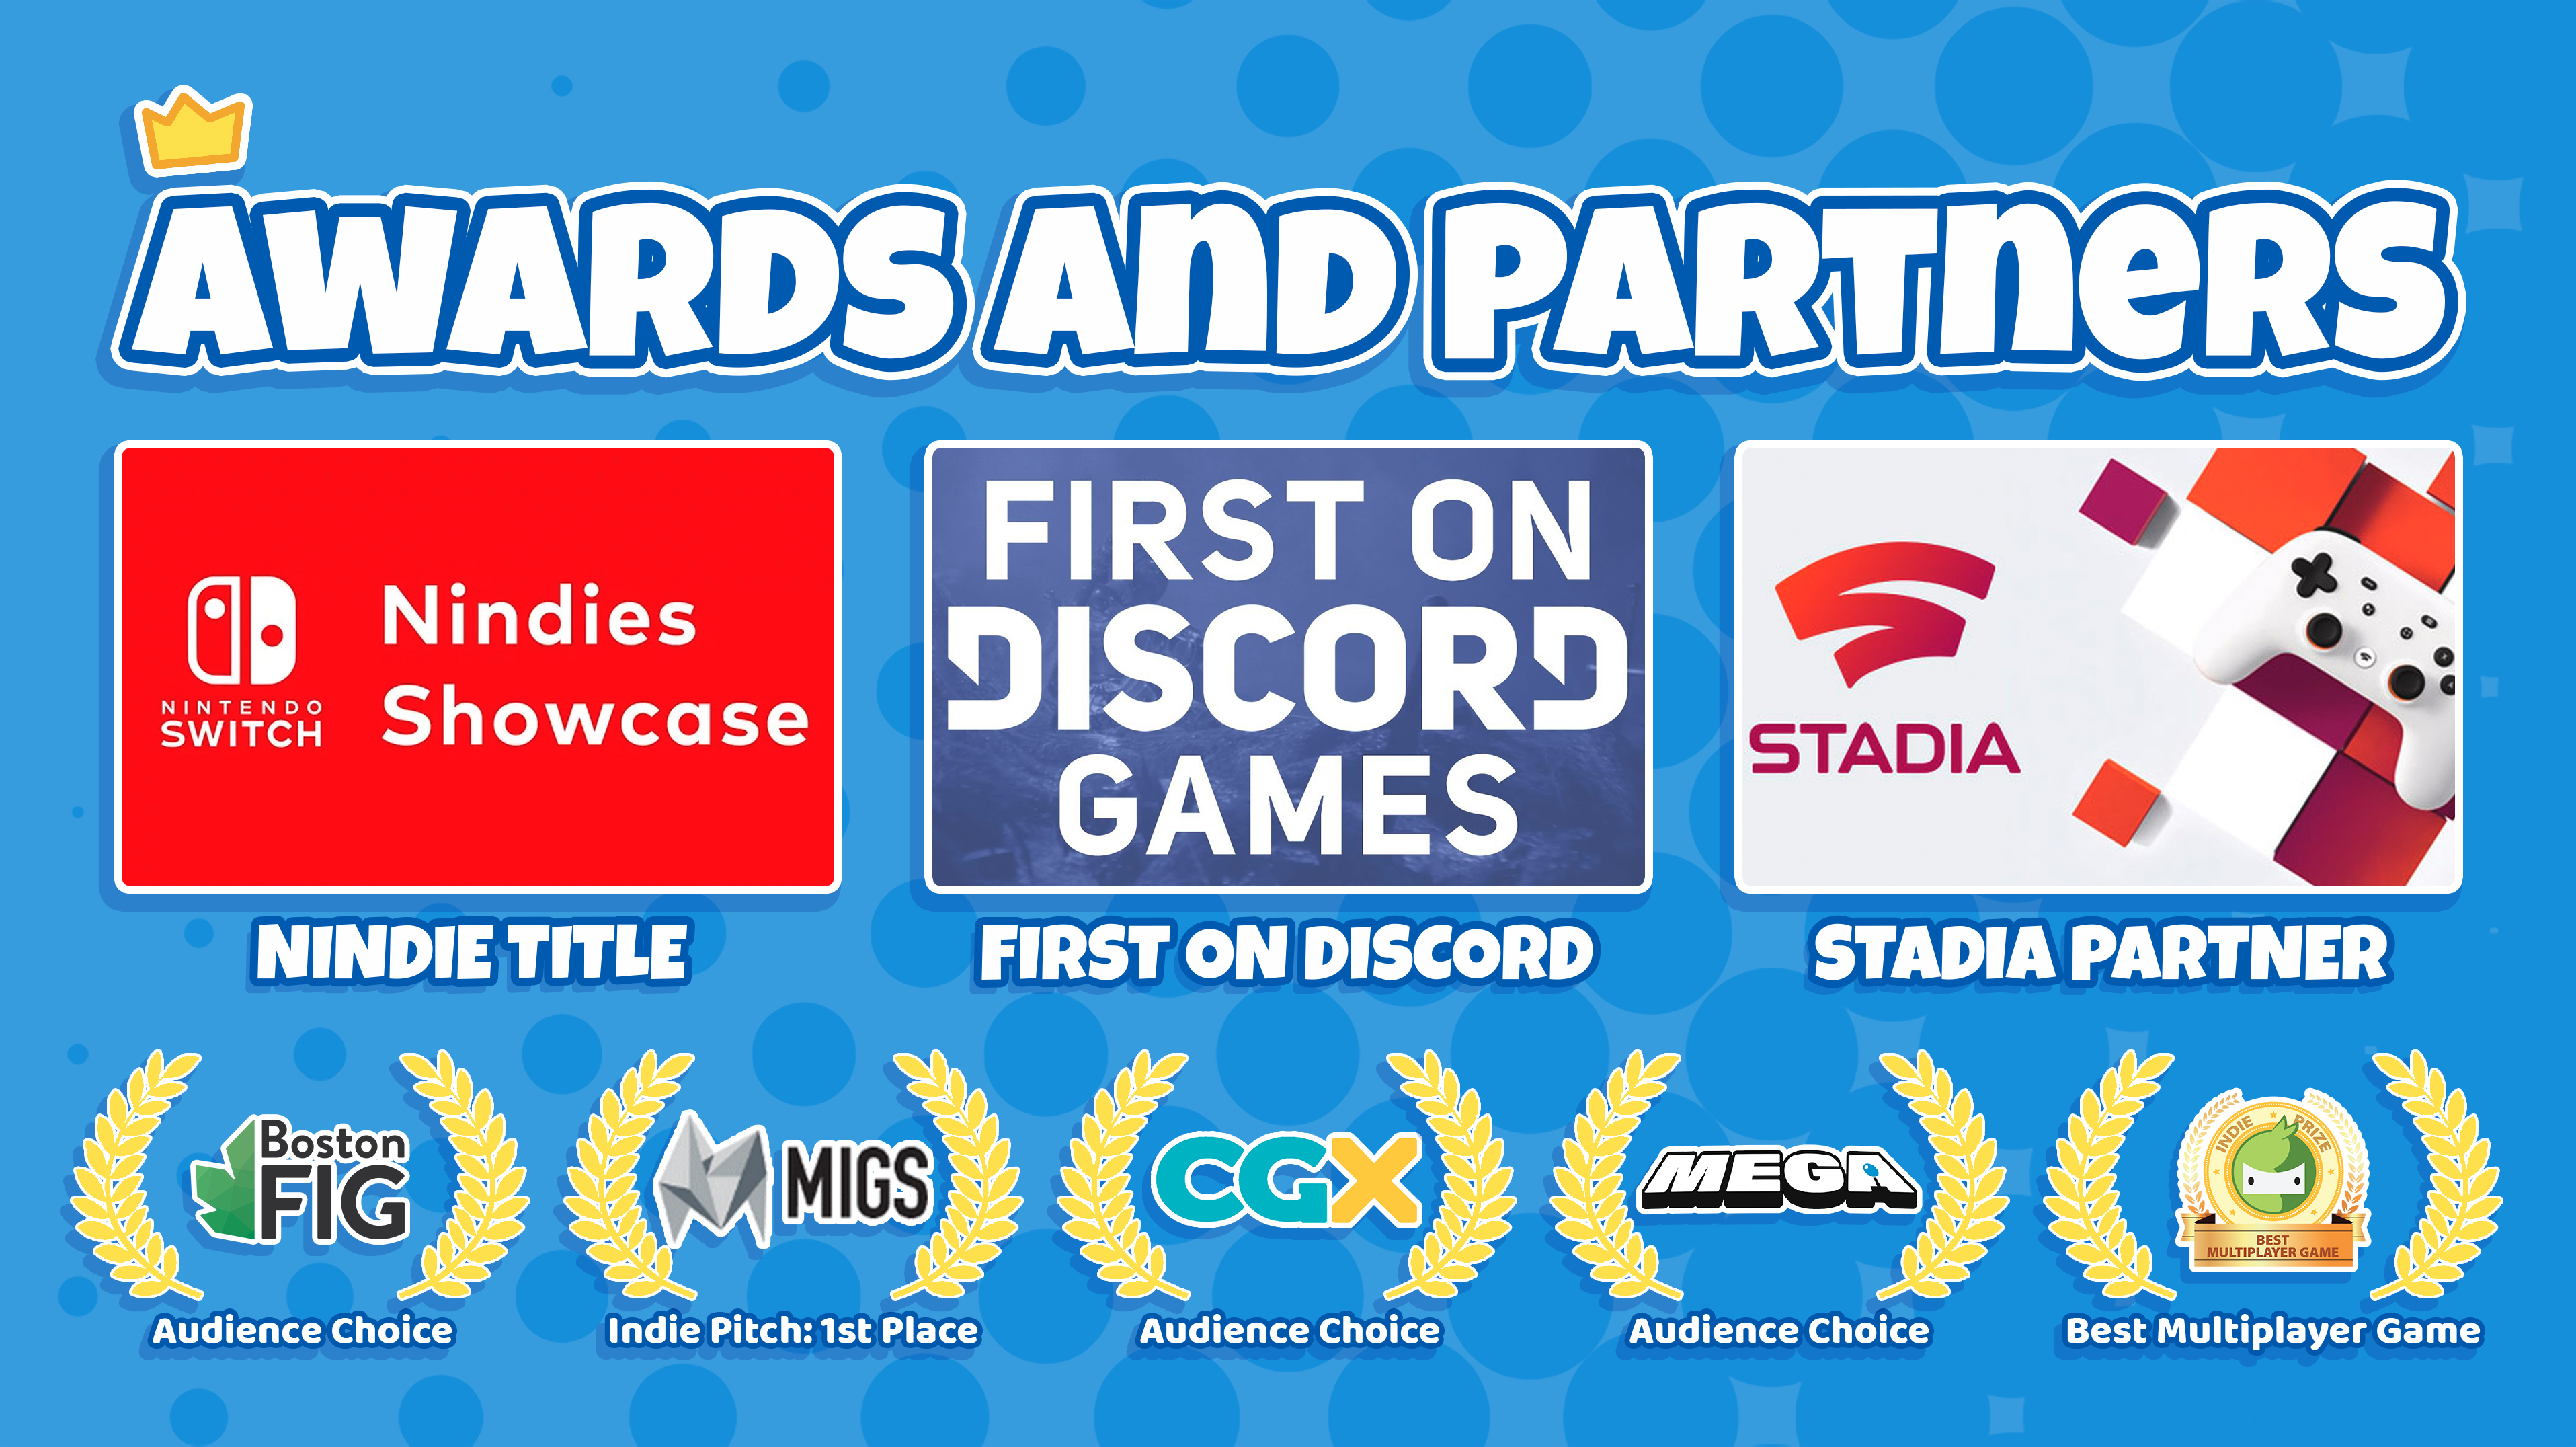 AWARDS AND PARTNERS
Nindies
Showcase
NINTENDO
SWITCH
FIRST ON
DISCORD
GAMES
STADIA
NINDIE TITLE
FIRST ON DISCORD
STADIA PARTNER
Boston
FIG
MIGS
CGX
MEGA
INDIE PRIZE
BEST
MULTIPLAYER GAME
Audience Choice
Indie Pitch: 1st Place
Audience Choice
Audience Choice
Best Multiplayer Game